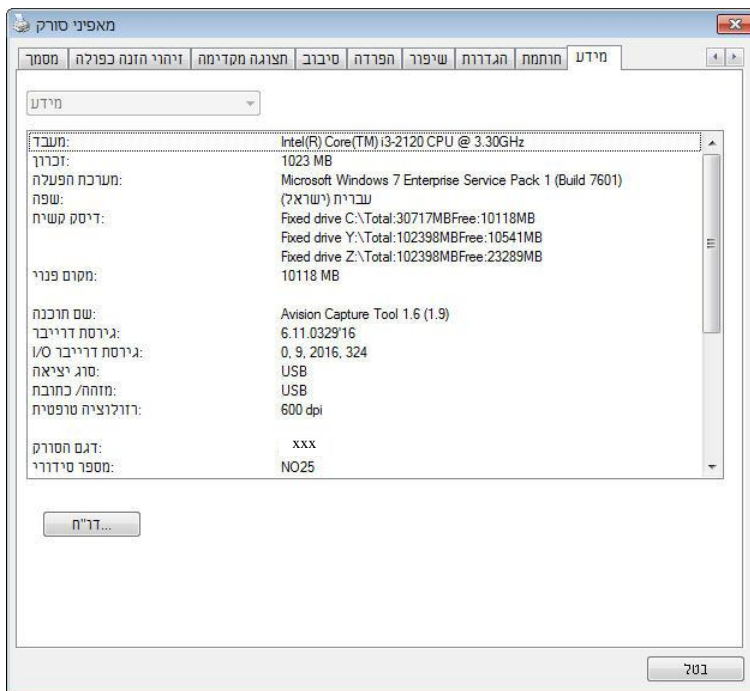 מאפיני סורק
מסמך זיהוי הזנה כפולה תצוגה מקדימה סיבוב הפרדה שיפור הגדרות חותמת מידע
מידע
מעבד: Intel(R) Core(TM) i3-2120 CPU @ 3.30GHz
זכרון: 1023 MB
מערכת הפעלה: Microsoft Windows 7 Enterprise Service Pack 1 (Build 7601)
שפה: עברית (ישראל)
דיסק קשיח: Fixed drive C:\Total:30717MBFree:10118MB
Fixed drive Y:\Total:102398MBFree:10541MB
Fixed drive Z:\Total:102398MBFree:23289MB
מקום פנוי: 10118 MB
שם תוכנה: Avision Capture Tool 1.6 (1.9)
גירסת דרייבר: 6.11.0329'16
גירסת דרייבר I/O: 0, 9, 2016, 324
סוג יציאה: USB
מזהה/ כתובת: USB
רזולוציה טופטית: 600 dpi
דגם הסורק: xxx
מספר סידורי: NO25
דו"ח...
בטל